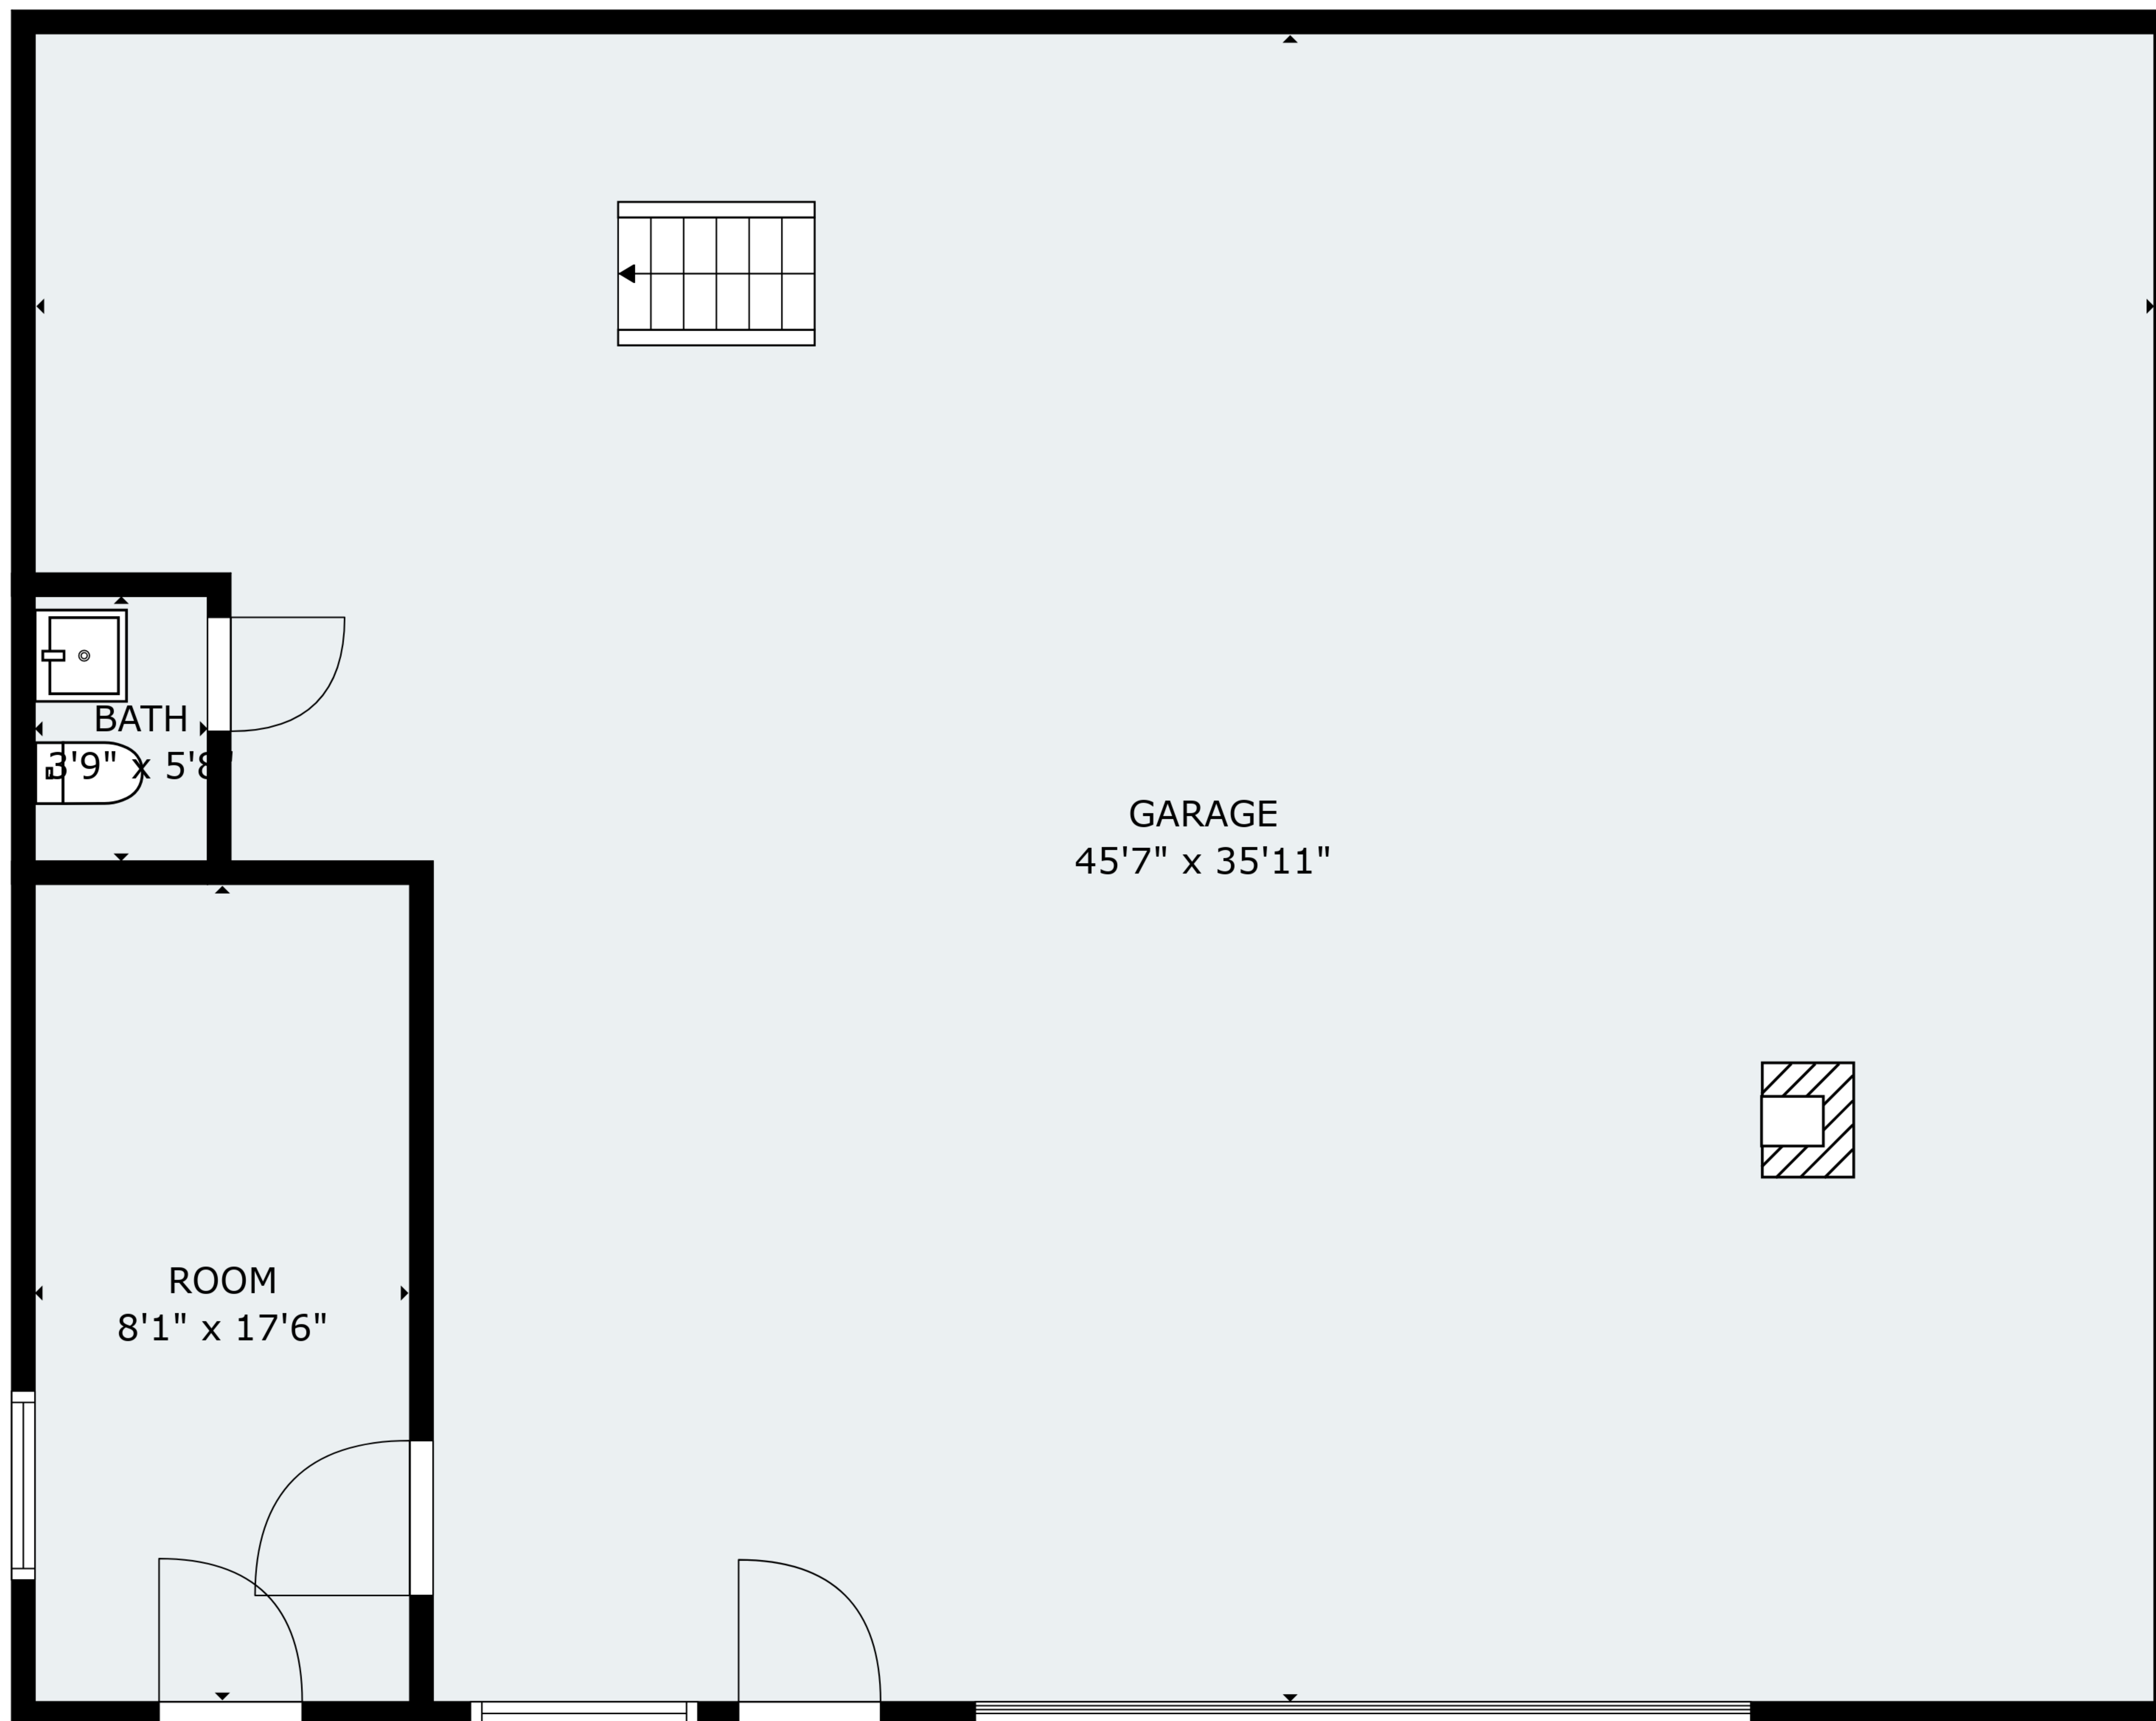 BATH
3'9" x 5'8"
GARAGE
45'7" x 35'11"
ROOM
8'1" x 17'6"